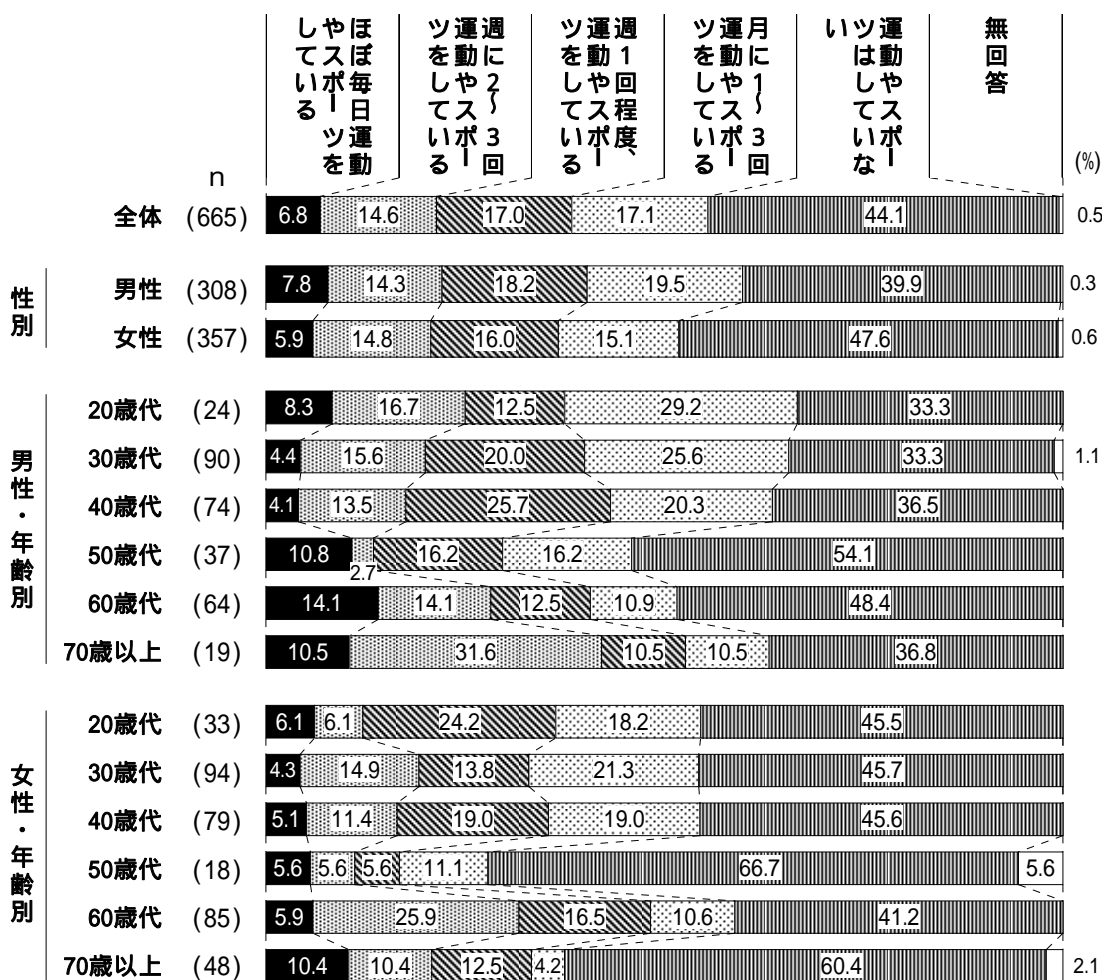 ほぼ毎日運動
やスポーツを
している
週に2〜3回
運動やスポー
ツをしている
週1回程度、
運動やスポー
ツをしている
月に1〜3回
運動やスポー
ツをしている
運動やスポー
ツはしていな
い
無回答
(%)
n
全体 (665) 6.8 14.6 17.0 17.1 44.1 0.5
性別
男性 (308) 7.8 14.3 18.2 19.5 39.9 0.3
女性 (357) 5.9 14.8 16.0 15.1 47.6 0.6
男性・年齢別
20歳代 (24) 8.3 16.7 12.5 29.2 33.3
30歳代 (90) 4.4 15.6 20.0 25.6 33.3 1.1
40歳代 (74) 4.1 13.5 25.7 20.3 36.5
50歳代 (37) 10.8 2.7 16.2 16.2 54.1
60歳代 (64) 14.1 14.1 12.5 10.9 48.4
70歳以上 (19) 10.5 31.6 10.5 10.5 36.8
女性・年齢別
20歳代 (33) 6.1 6.1 24.2 18.2 45.5
30歳代 (94) 4.3 14.9 13.8 21.3 45.7
40歳代 (79) 5.1 11.4 19.0 19.0 45.6
50歳代 (18) 5.6 5.6 5.6 11.1 66.7 5.6
60歳代 (85) 5.9 25.9 16.5 10.6 41.2
70歳以上 (48) 10.4 10.4 12.5 4.2 60.4 2.1